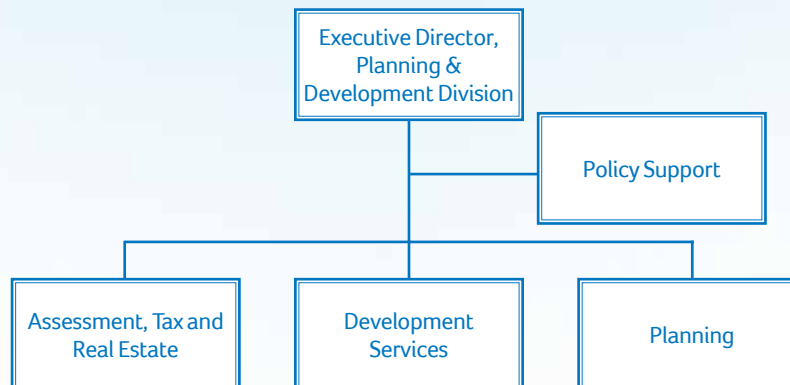 Executive Director,
Planning &
Development Division
Policy Support
Assessment, Tax and
Real Estate
Development
Services
Planning